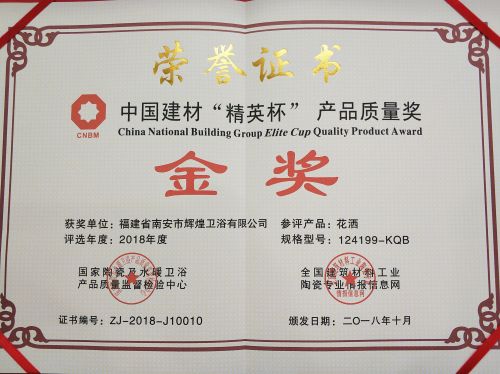 荣誉证书
CNBM
中国建材“精英杯” 产品质量奖
China National Building Group Elite Cup Quality Product Award
金奖
获奖单位：福建省南安市辉煌卫浴有限公司 参评产品：花洒
评选年度：2018年度 规格型号：124199-KQB
国家陶瓷及水暖卫浴 全国建筑材料工业
产品质量监督检验中心 陶瓷专业情报信息网
证书编号：ZJ-2018-J10010 颁发日期：二〇一八年十月